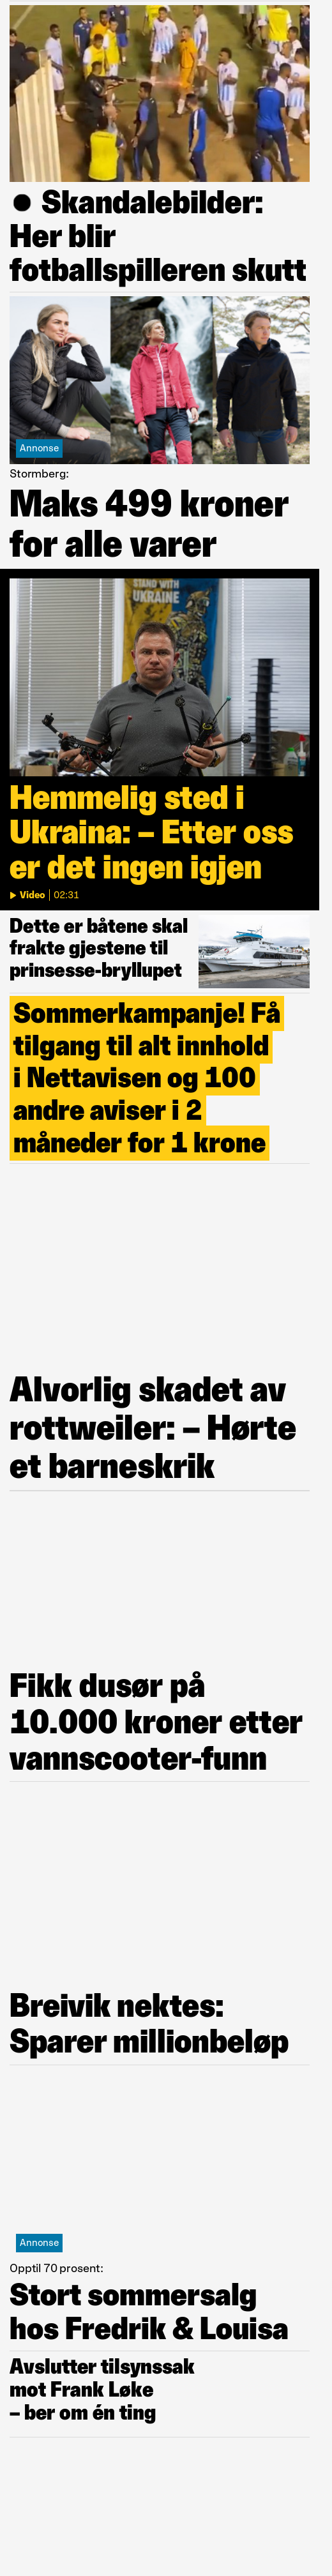 Skandalebilder:
Her blir
fotballspilleren skutt
Annonse
Stormberg:
Maks 499 kroner
for alle varer
STAND WITH
UKRAINE
Hemmelig sted i
Ukraina: – Etter oss
er det ingen igjen
Video | 02:31
Dette er båtene skal
frakte gjestene til
prinsesse-bryllupet
Sommerkampanje! Få
tilgang til alt innhold
i Nettavisen og 100
andre aviser i 2
måneder for 1 krone
Alvorlig skadet av
rottweiler: – Hørte
et barneskrik
Fikk dusør på
10.000 kroner etter
vannscooter-funn
Breivik nektes:
Sparer millionbeløp
Annonse
Opptil 70 prosent:
Stort sommersalg
hos Fredrik & Louisa
Avslutter tilsynssak
mot Frank Løke
– ber om én ting